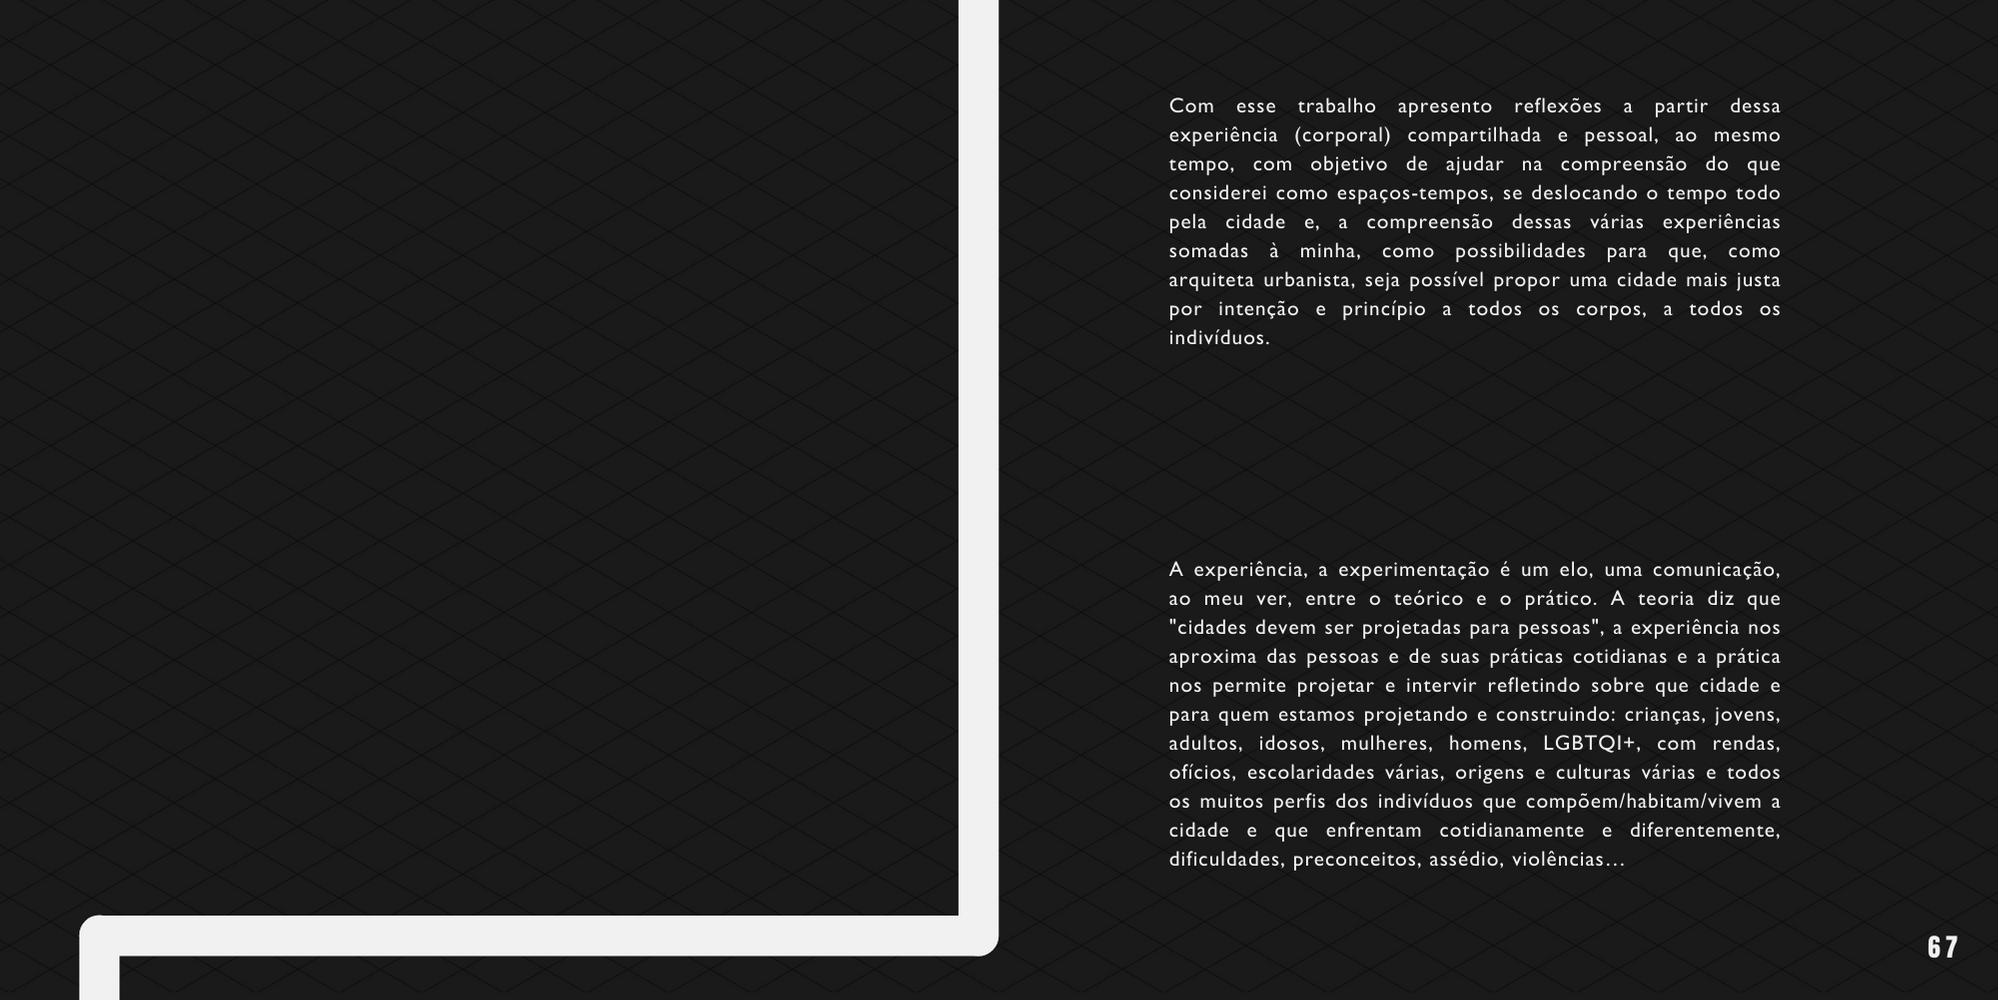 Com esse trabalho apresento reflexões a partir dessa
experiência (corporal) compartilhada e pessoal, ao mesmo
tempo, com objetivo de ajudar na compreensão do que
considerei como espaços-tempos, se deslocando o tempo todo
pela cidade e, a compreensão dessas várias experiências
somadas à minha, como possibilidades para que, como
arquiteta urbanista, seja possível propor uma cidade mais justa
por intenção e princípio a todos os corpos, a todos os
indivíduos.
A experiência, a experimentação é um elo, uma comunicação,
ao meu ver, entre o teórico e o prático. A teoria diz que
"cidades devem ser projetadas para pessoas", a experiência nos
aproxima das pessoas e de suas práticas cotidianas e a prática
nos permite projetar e intervir refletindo sobre que cidade e
para quem estamos projetando e construindo: crianças, jovens,
adultos, idosos, mulheres, homens, LGBTQI+, com rendas,
ofícios, escolaridades várias, origens e culturas várias e todos
os muitos perfis dos indivíduos que compõem/habitam/vivem a
cidade e que enfrentam cotidianamente e diferentemente,
dificuldades, preconceitos, assédio, violências...
67